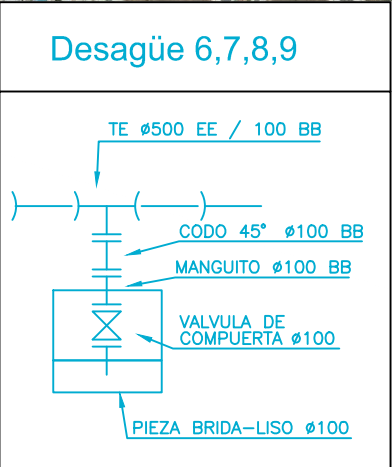 Desagüe 6,7,8,9
TE ø500 EE / 100 BB
CODO 45° ø100 BB
MANGUITO ø100 BB
VALVULA DE
COMPUERTA ø100
PIEZA BRIDA-LISO ø100